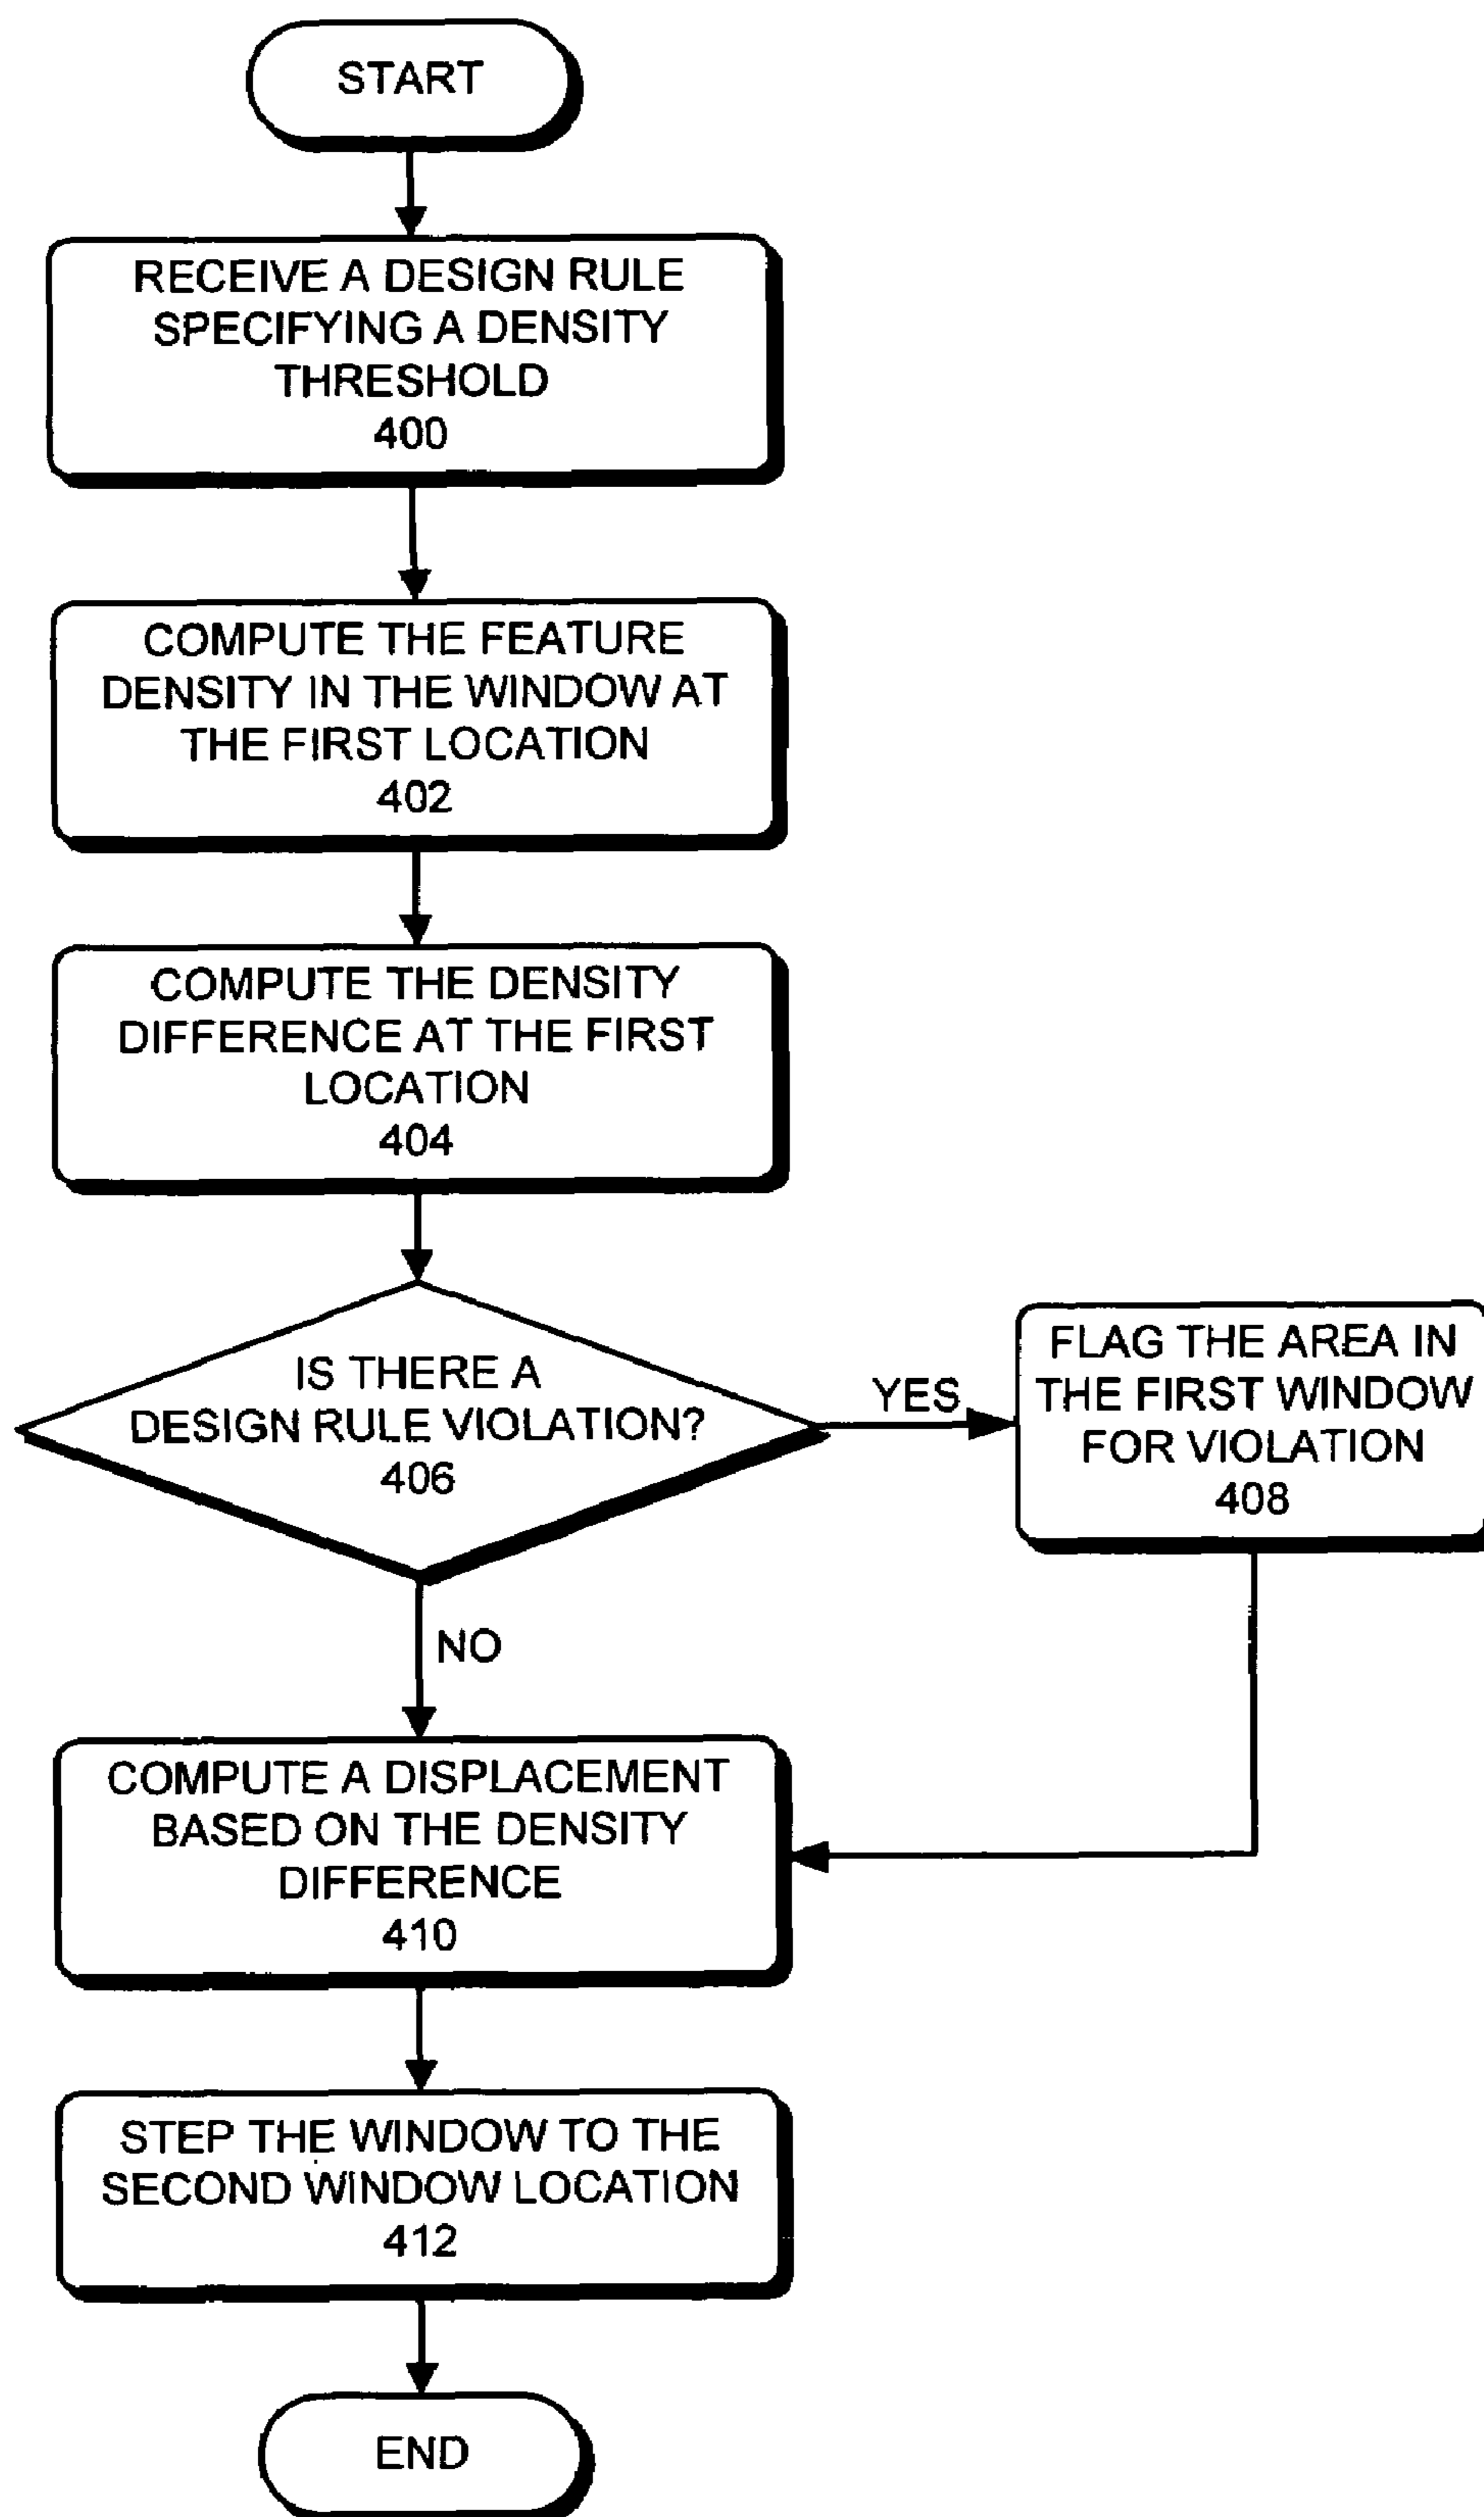 START
RECEIVE A DESIGN RULE
SPECIFYING A DENSITY
THRESHOLD
400
COMPUTE THE FEATURE
DENSITY IN THE WINDOW AT
THE FIRST LOCATION
402
COMPUTE THE DENSITY
DIFFERENCE AT THE FIRST
LOCATION
404
IS THERE A
DESIGN RULE VIOLATION?
406
YES
FLAG THE AREA IN
THE FIRST WINDOW
FOR VIOLATION
408
NO
COMPUTE A DISPLACEMENT
BASED ON THE DENSITY
DIFFERENCE
410
STEP THE WINDOW TO THE
SECOND WINDOW LOCATION
412
END